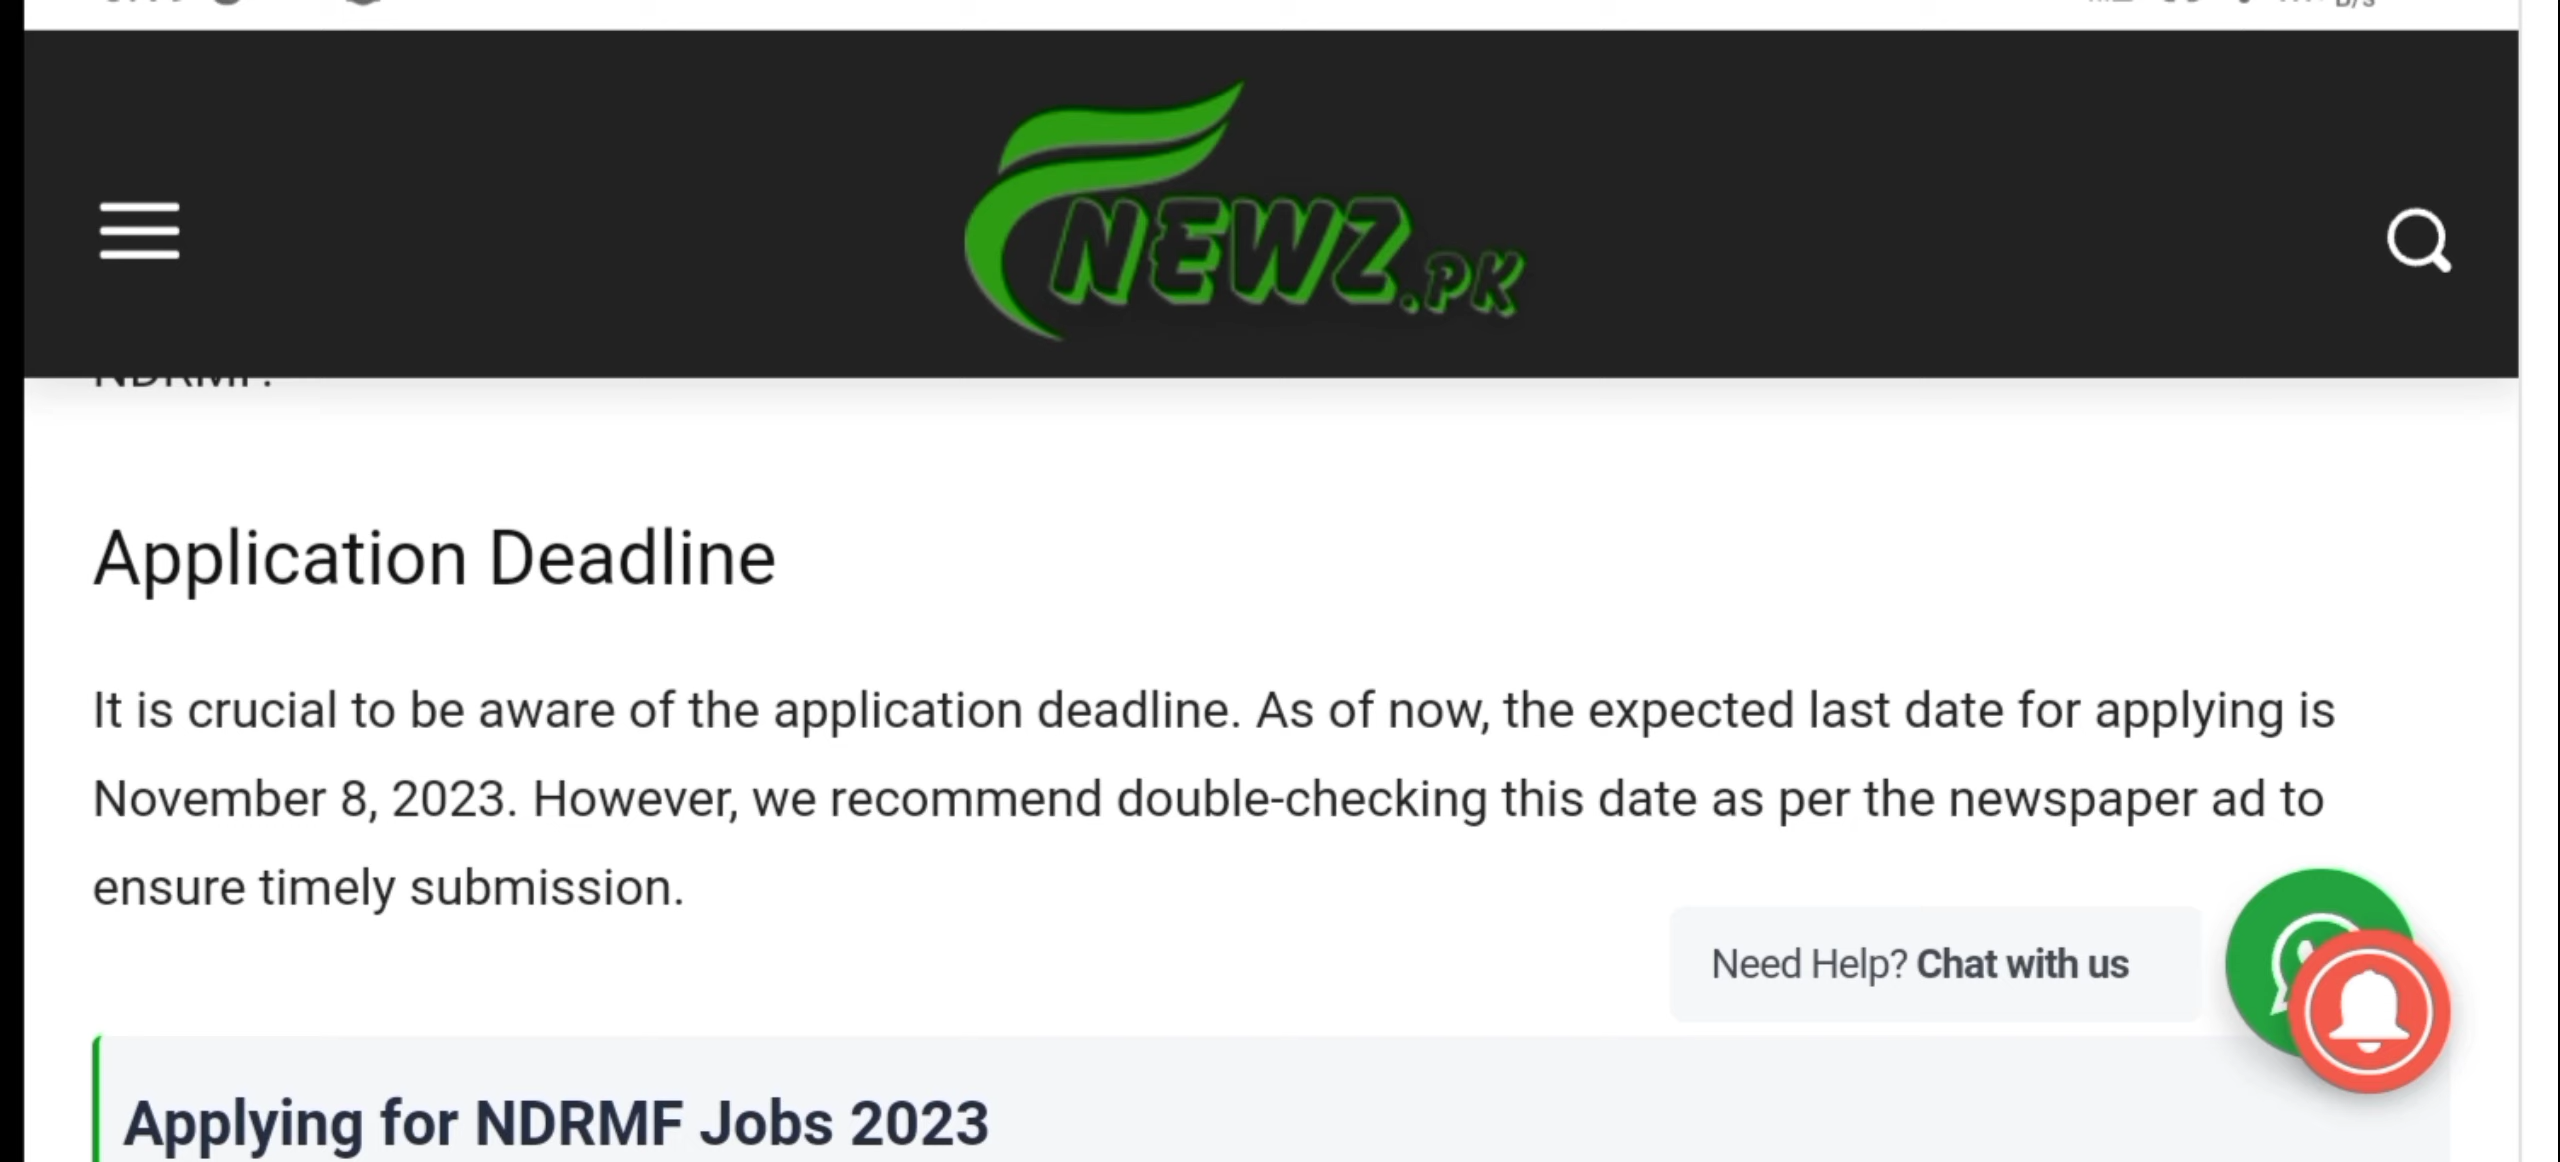 NEWZ.PK
NDRMF.
Application Deadline
It is crucial to be aware of the application deadline. As of now, the expected last date for applying is
November 8, 2023. However, we recommend double-checking this date as per the newspaper ad to
ensure timely submission.
Need Help? Chat with us
Applying for NDRMF Jobs 2023